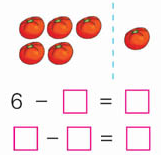 6 − □ = □
□ − □ = □